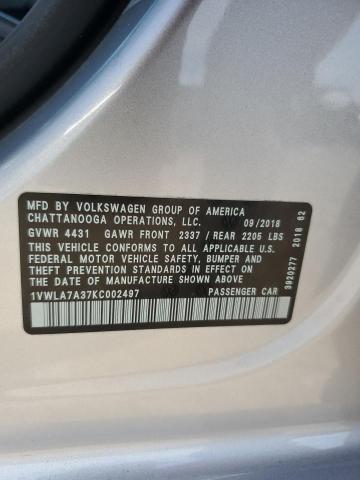 MFD BY VOLKSWAGEN GROUP OF AMERICA
CHATTANOOGA OPERATIONS, LLC. 09/2018
GVWR 4431 GAWR FRONT 2337 / REAR 2205 LBS
THIS VEHICLE CONFORMS TO ALL APPLICABLE U.S.
FEDERAL MOTOR VEHICLE SAFETY, BUMPER AND
THEFT PREVENTION STANDARDS IN EFFECT ON THE
DATE OF MANUFACTURE SHOWN ABOVE
1VWLA7A37KC002497 PASSENGER CAR
3920277 2018 62